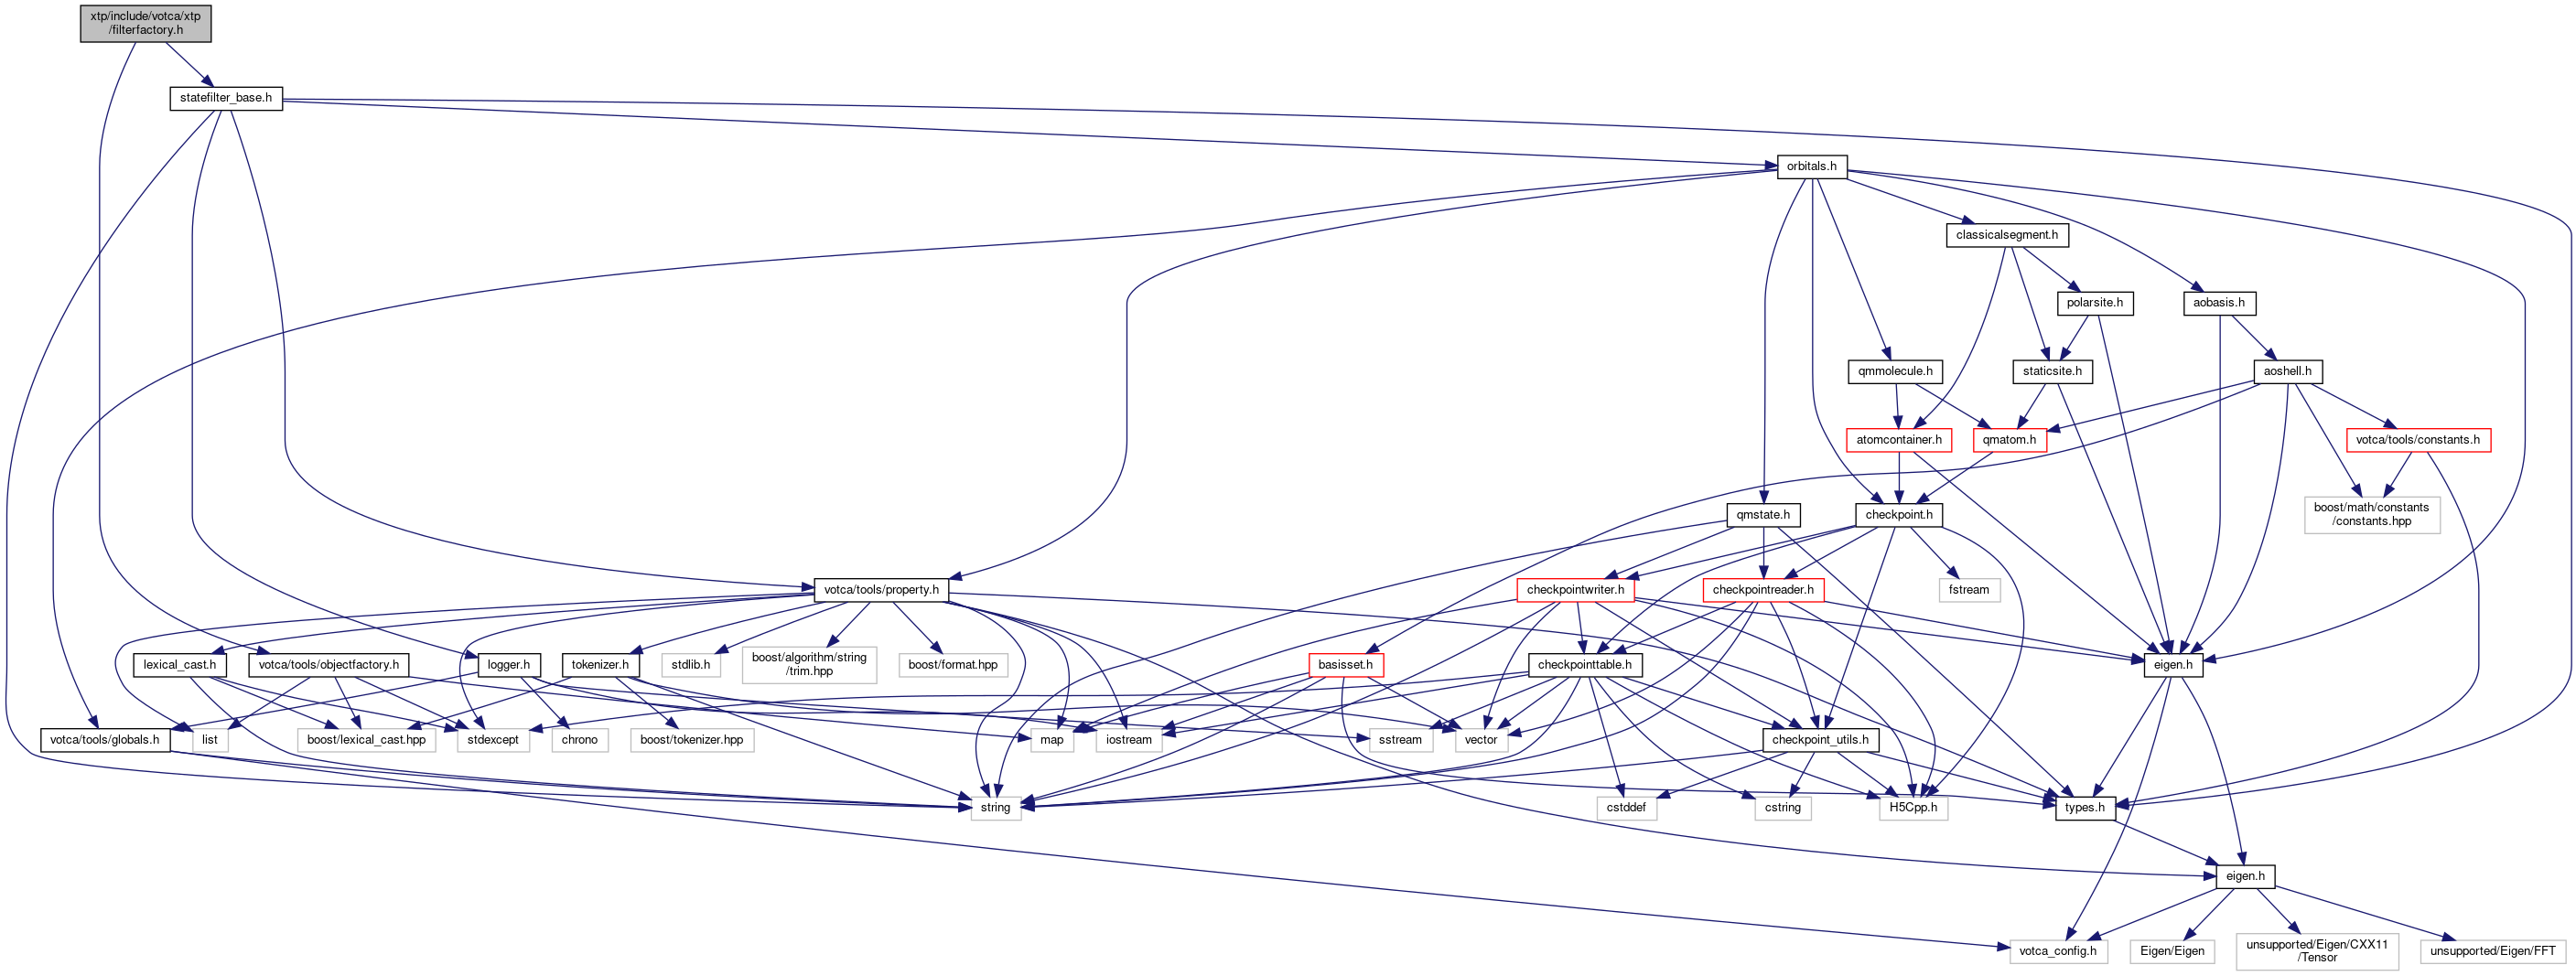 xtp/include/votca/xtp
/filterfactory.h
statefilter_base.h
orbitals.h
classicalsegment.h
polarsite.h
aobasis.h
qmmolecule.h
staticsite.h
aoshell.h
atomcontainer.h
qmatom.h
votca/tools/constants.h
qmstate.h
checkpoint.h
boost/math/constants
/constants.hpp
votca/tools/property.h
checkpointwriter.h
checkpointreader.h
fstream
lexical_cast.h
votca/tools/objectfactory.h
logger.h
tokenizer.h
stdlib.h
boost/algorithm/string
/trim.hpp
boost/format.hpp
basisset.h
checkpointtable.h
eigen.h
votca/tools/globals.h
list
boost/lexical_cast.hpp
stdexcept
chrono
boost/tokenizer.hpp
map
iostream
sstream
vector
checkpoint_utils.h
string
cstddef
cstring
H5Cpp.h
types.h
eigen.h
votca_config.h
Eigen/Eigen
unsupported/Eigen/CXX11
/Tensor
unsupported/Eigen/FFT